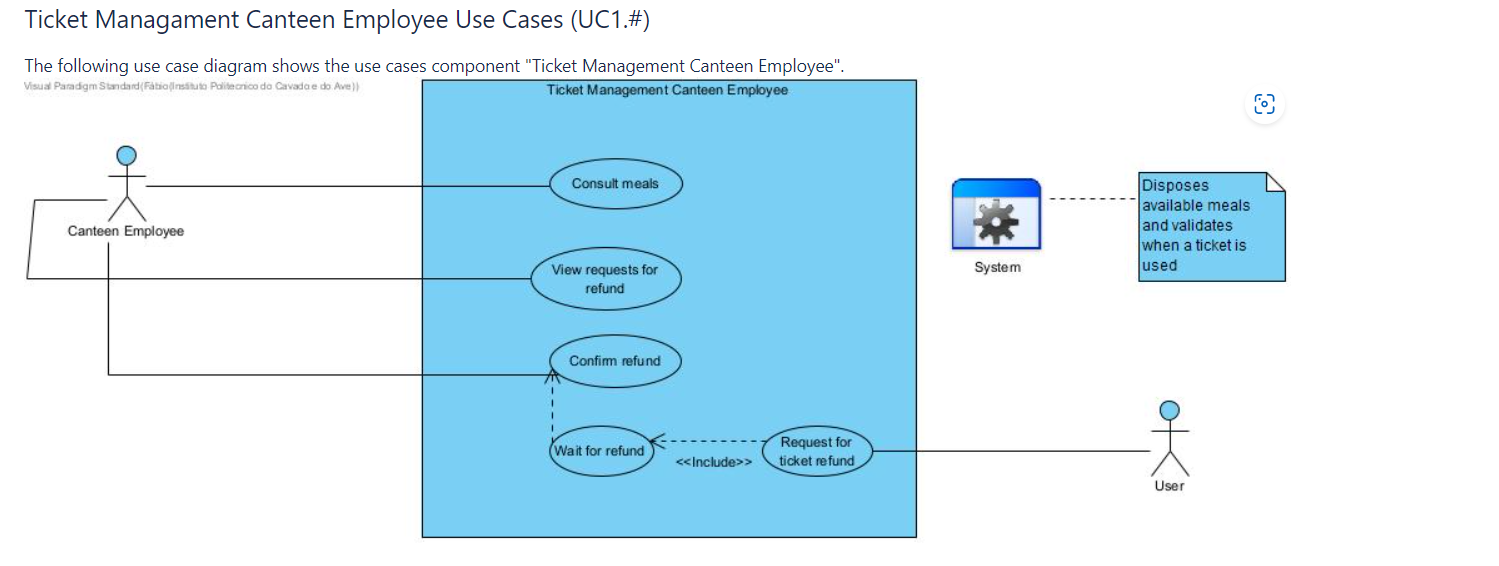 Ticket Managament Canteen Employee Use Cases (UC1.#)
The following use case diagram shows the use cases component "Ticket Management Canteen Employee".
Visual Paradigm Standard(Fábio(Instituto Politecnico do Cavado e do Ave))
Ticket Management Canteen Employee
Consult meals
Canteen Employee
View requests for
refund
Confirm refund
Wait for refund
<<Include>>
Request for
ticket refund
System
Disposes
available meals
and validates
when a ticket is
used
User